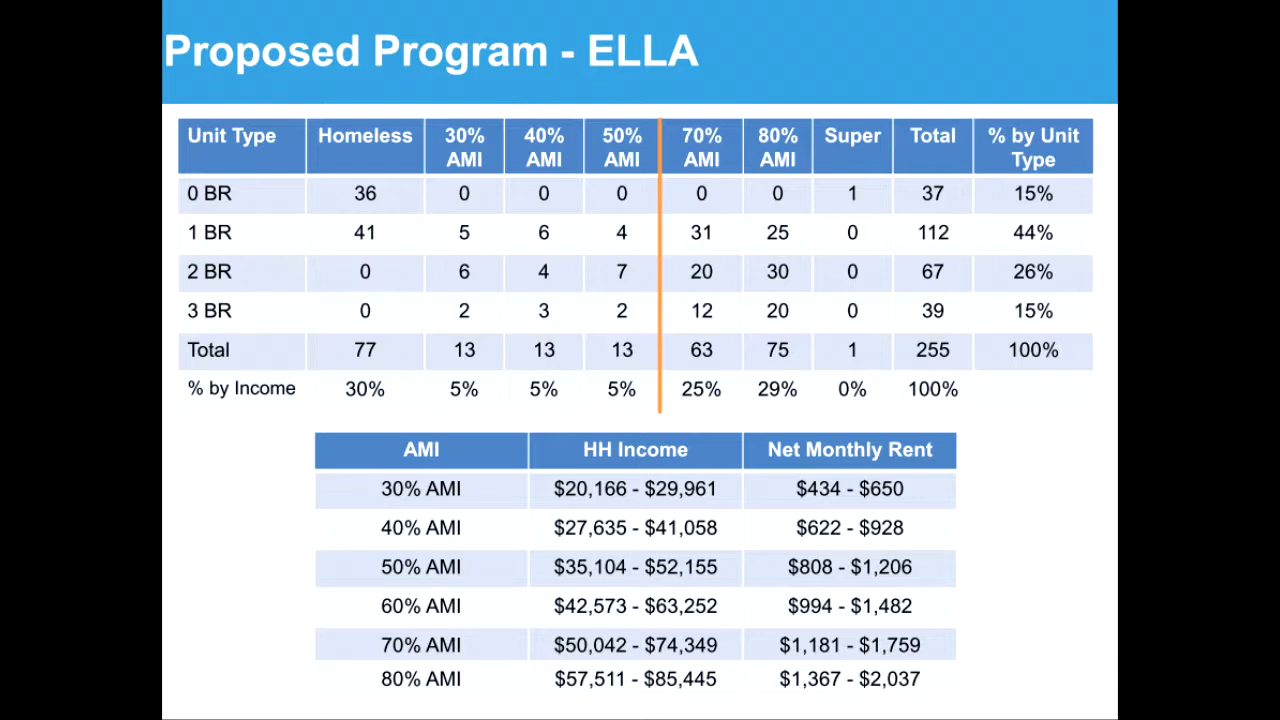 Proposed Program - ELLA
Unit Type Homeless 30% AMI 40% AMI 50% AMI 70% AMI 80% AMI Super Total % by Unit Type
0 BR 36 0 0 0 0 0 1 37 15%
1 BR 41 5 6 4 31 25 0 112 44%
2 BR 0 6 4 7 20 30 0 67 26%
3 BR 0 2 3 2 12 20 0 39 15%
Total 77 13 13 13 63 75 1 255 100%
% by Income 30% 5% 5% 5% 25% 29% 0% 100%
AMI HH Income Net Monthly Rent
30% AMI $20,166 - $29,961 $434 - $650
40% AMI $27,635 - $41,058 $622 - $928
50% AMI $35,104 - $52,155 $808 - $1,206
60% AMI $42,573 - $63,252 $994 - $1,482
70% AMI $50,042 - $74,349 $1,181 - $1,759
80% AMI $57,511 - $85,445 $1,367 - $2,037